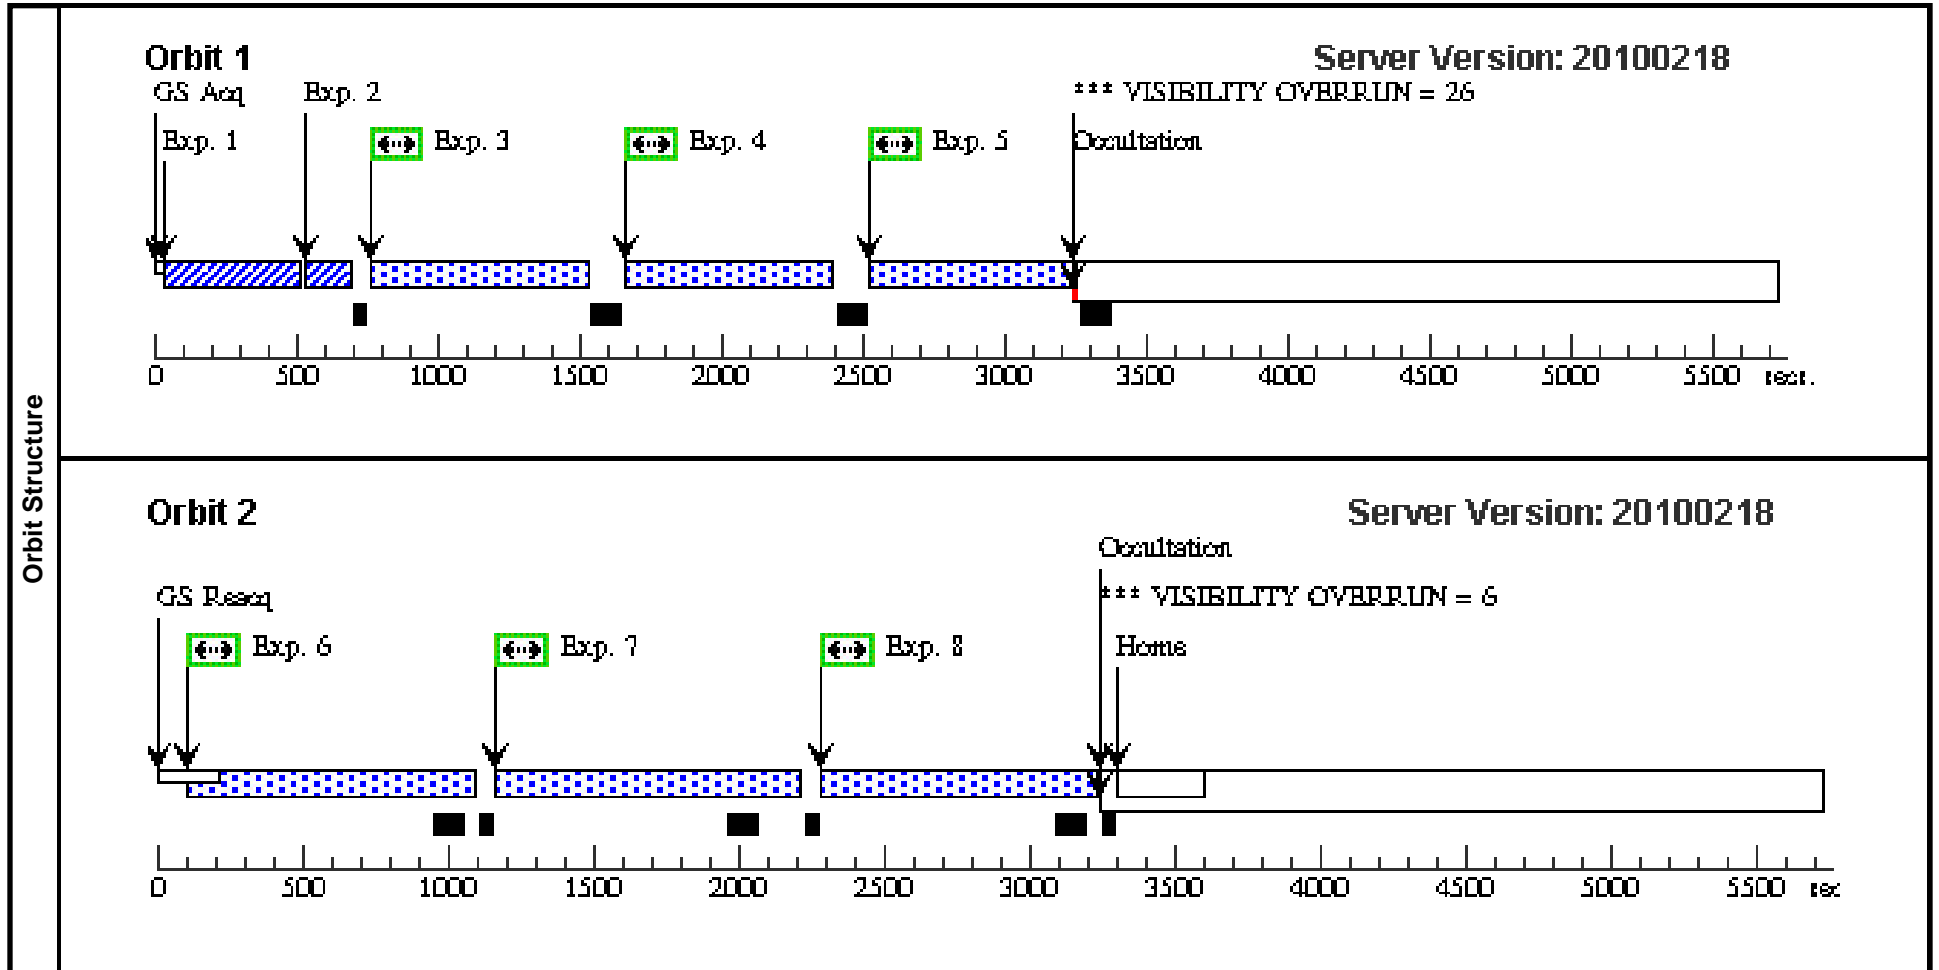 Orbit Structure
Orbit 1
Server Version: 20100218
GS Acq
Exp. 2
*** VISIBILITY OVERRUN = 26
Exp. 1
Exp. 3
Exp. 4
Exp. 5
Occultation
0 500 1000 1500 2000 2500 3000 3500 4000 4500 5000 5500 secs.
Orbit 2
Server Version: 20100218
Occultation
GS Reacq
*** VISIBILITY OVERRUN = 6
Exp. 6
Exp. 7
Exp. 8
Home
0 500 1000 1500 2000 2500 3000 3500 4000 4500 5000 5500 sec